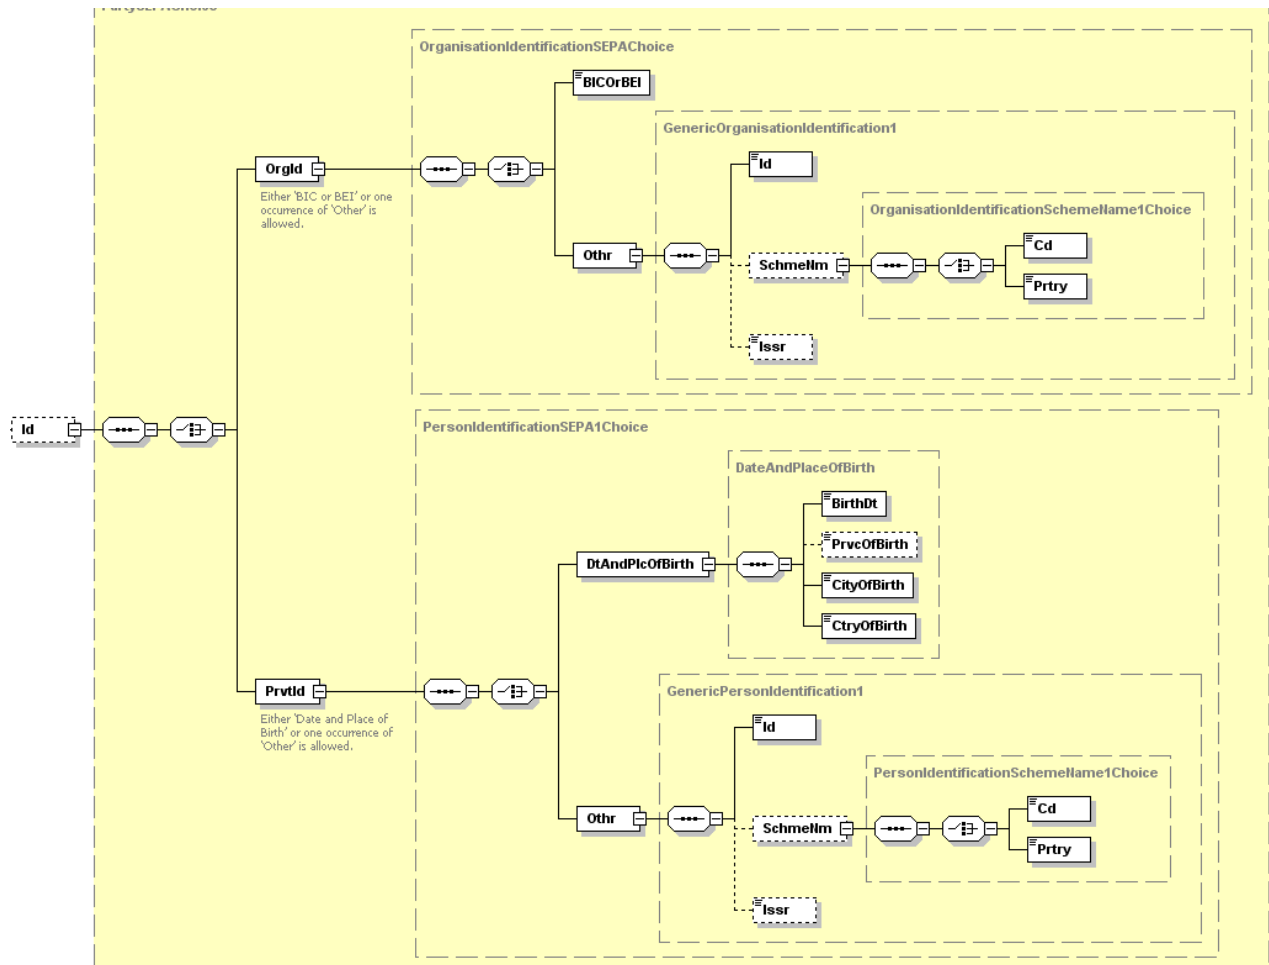 PartySEPAChoice
OrganisationIdentificationSEPAChoice
BICOrBEI
GenericOrganisationIdentification1
Id
OrgId
Either 'BIC or BEI' or one
occurrence of 'Other' is
allowed.
OrganisationIdentificationSchemeName1Choice
Cd
Othr
SchmeNm
Prtry
Issr
Id
PersonIdentificationSEPA1Choice
DateAndPlaceOfBirth
BirthDt
PrvcOfBirth
DtAndPlcOfBirth
CityOfBirth
CtryOfBirth
PrvtId
Either 'Date and Place of
Birth' or one occurrence of
'Other' is allowed.
GenericPersonIdentification1
Id
PersonIdentificationSchemeName1Choice
Cd
Othr
SchmeNm
Prtry
Issr